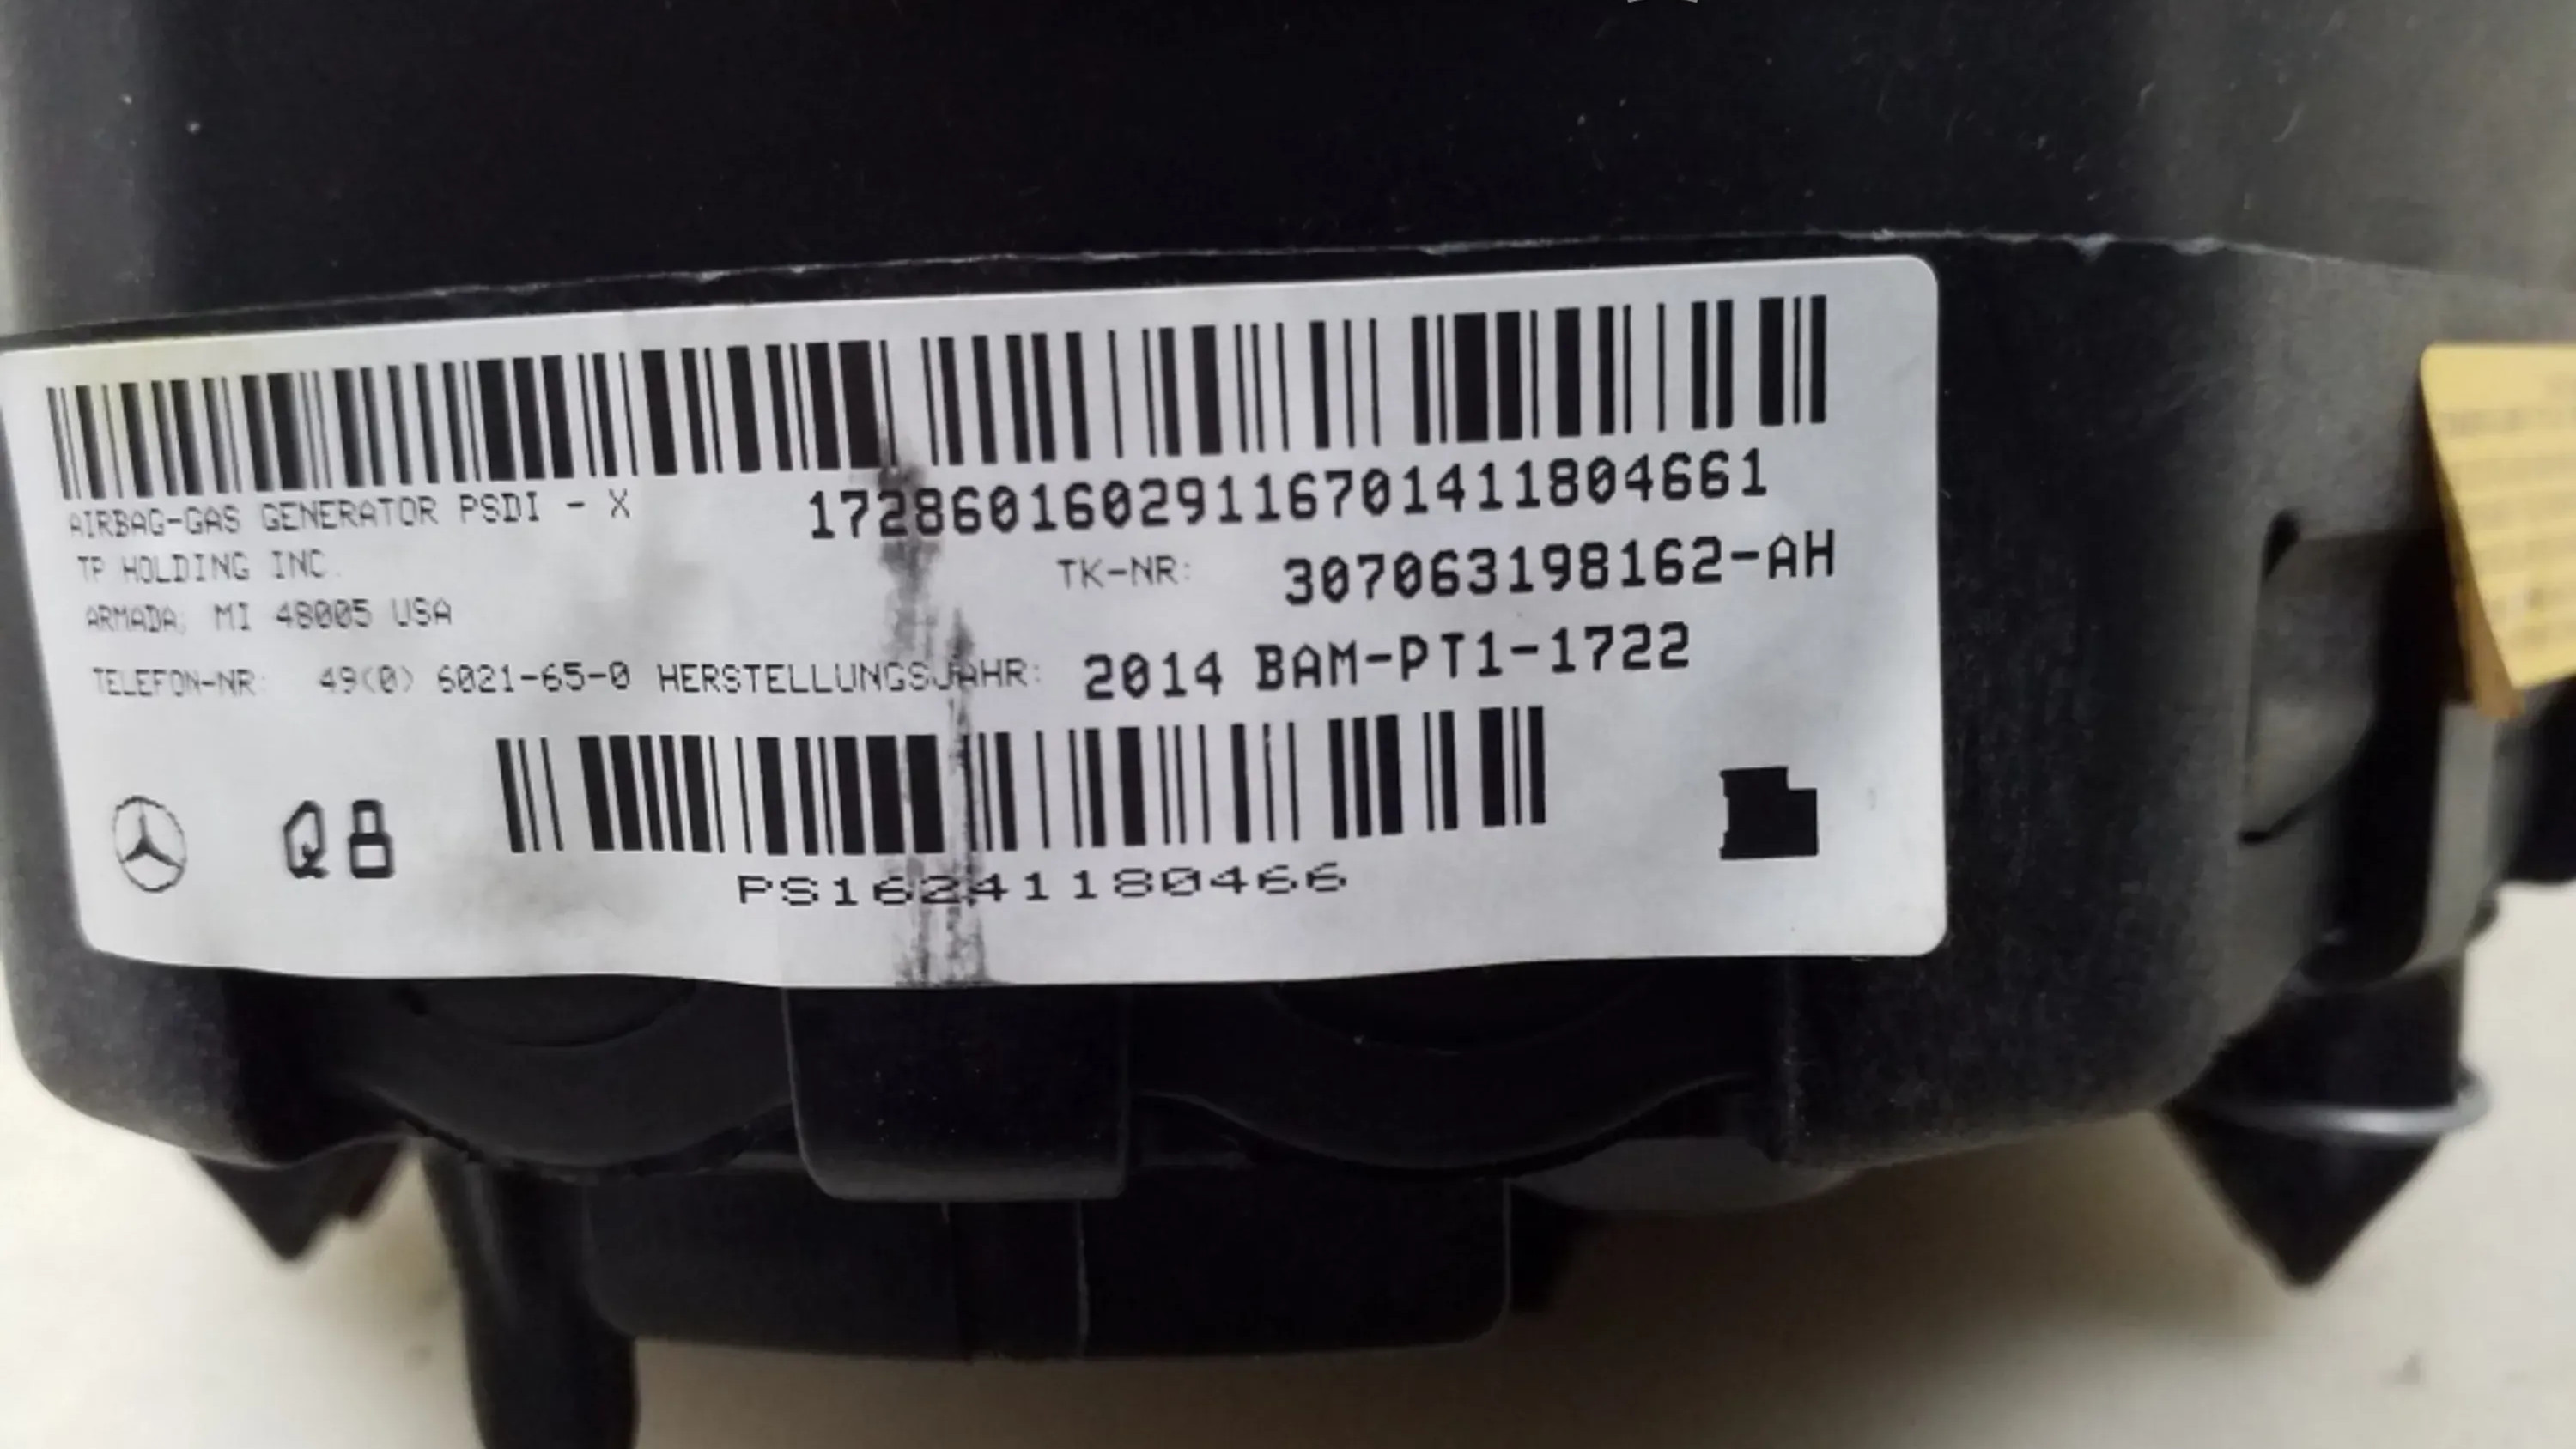 AIRBAG-GAS GENERATOR PSDI - X
17286016029116701411804661
TP HOLDING INC.
TK-NR: 307063198162-AH
ARMADA, MI 48005 USA
TELEFON-NR: 49(0) 6021-65-0 HERSTELLUNGSJAHR: 2014 BAM-PT1-1722
Q8
PS16241180466